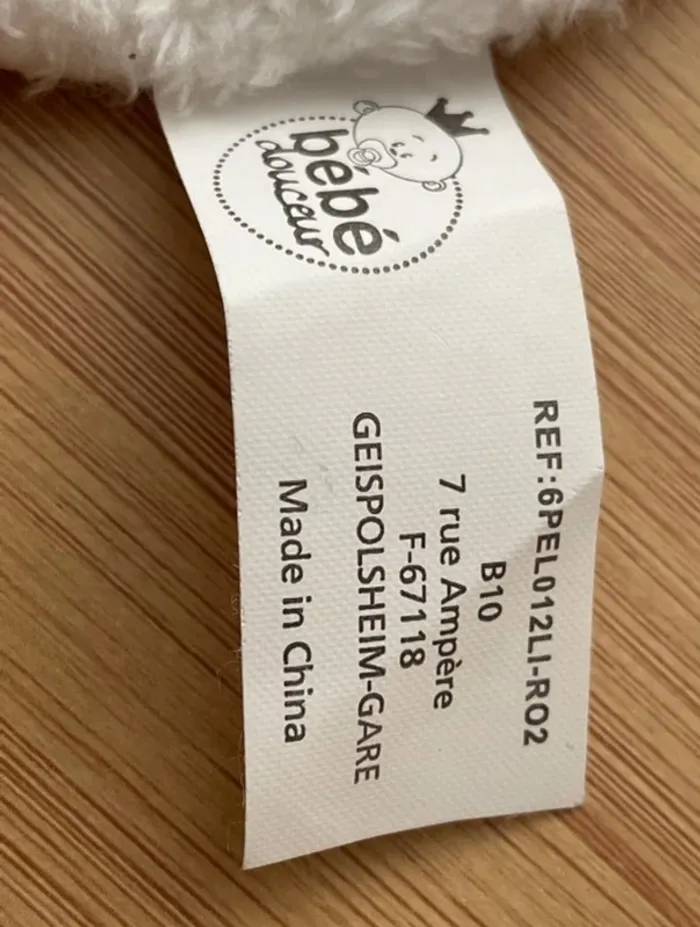 bébé
douceur
REF:6PEL012LI-RO2
B10
7 rue Ampère
F-67118
GEISPOLSHEIM-GARE
Made in China